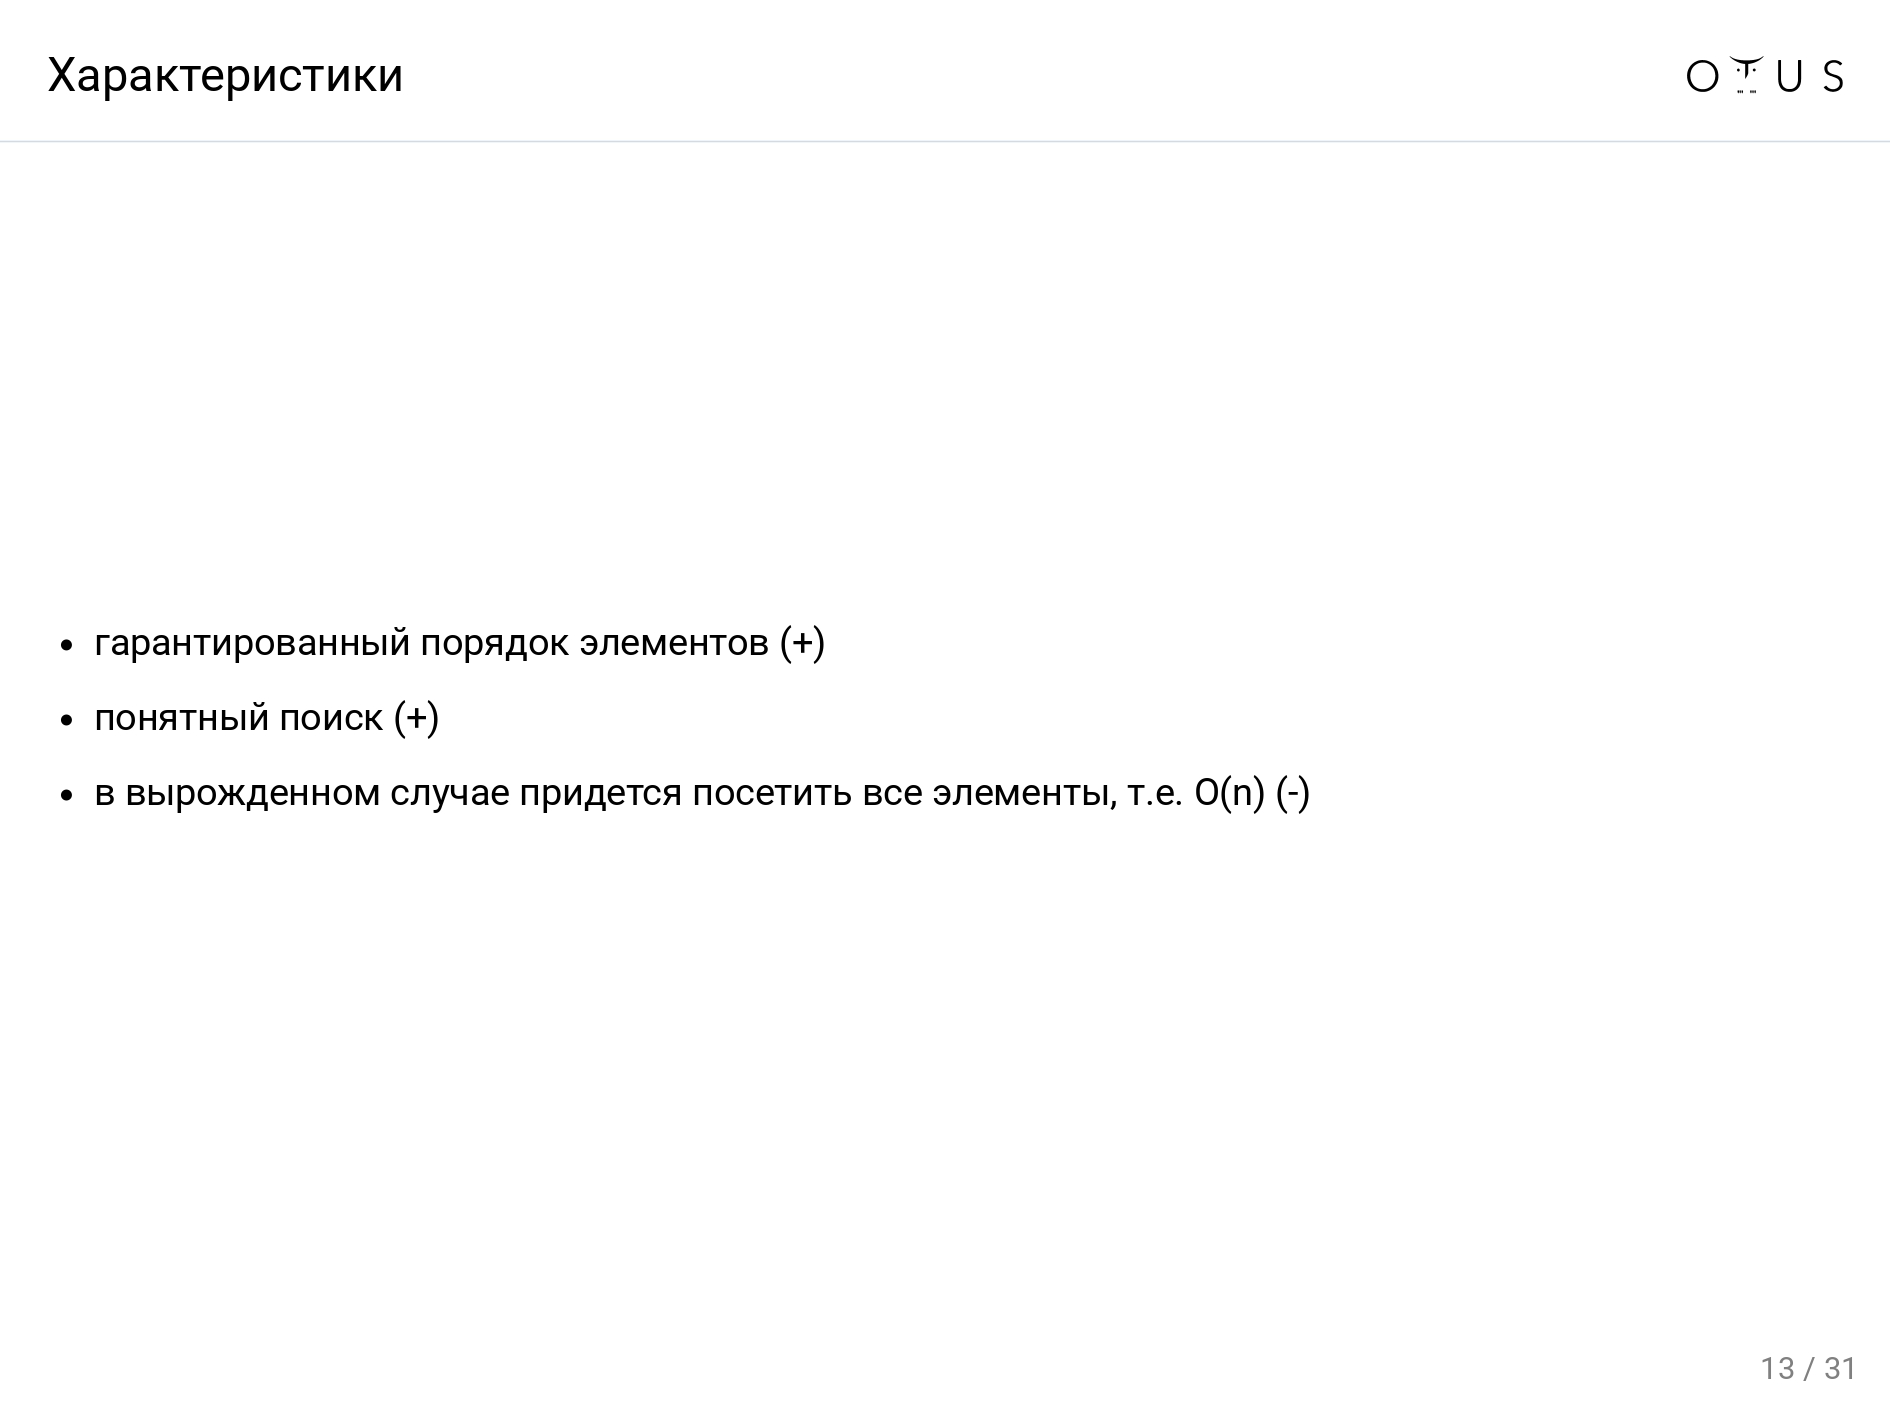 Характеристики
OTUS
• гарантированный порядок элементов (+)
• понятный поиск (+)
• в вырожденном случае придется посетить все элементы, т.е. O(n) (-)
13 / 31